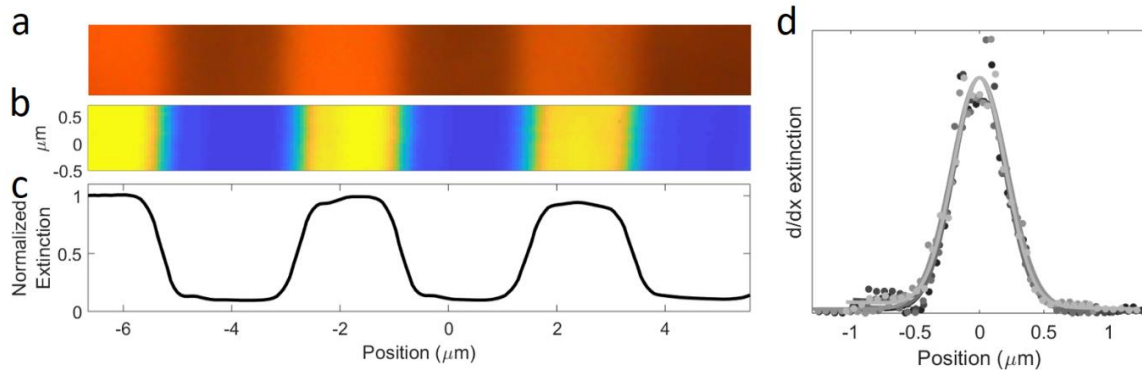 a
b
0.5
0
-0.5
μm
c
1
0.5
0
Normalized
Extinction
-6
-4
-2
0
2
4
Position (μm)
d
d/dx extinction
-1
-0.5
0
0.5
1
Position (μm)